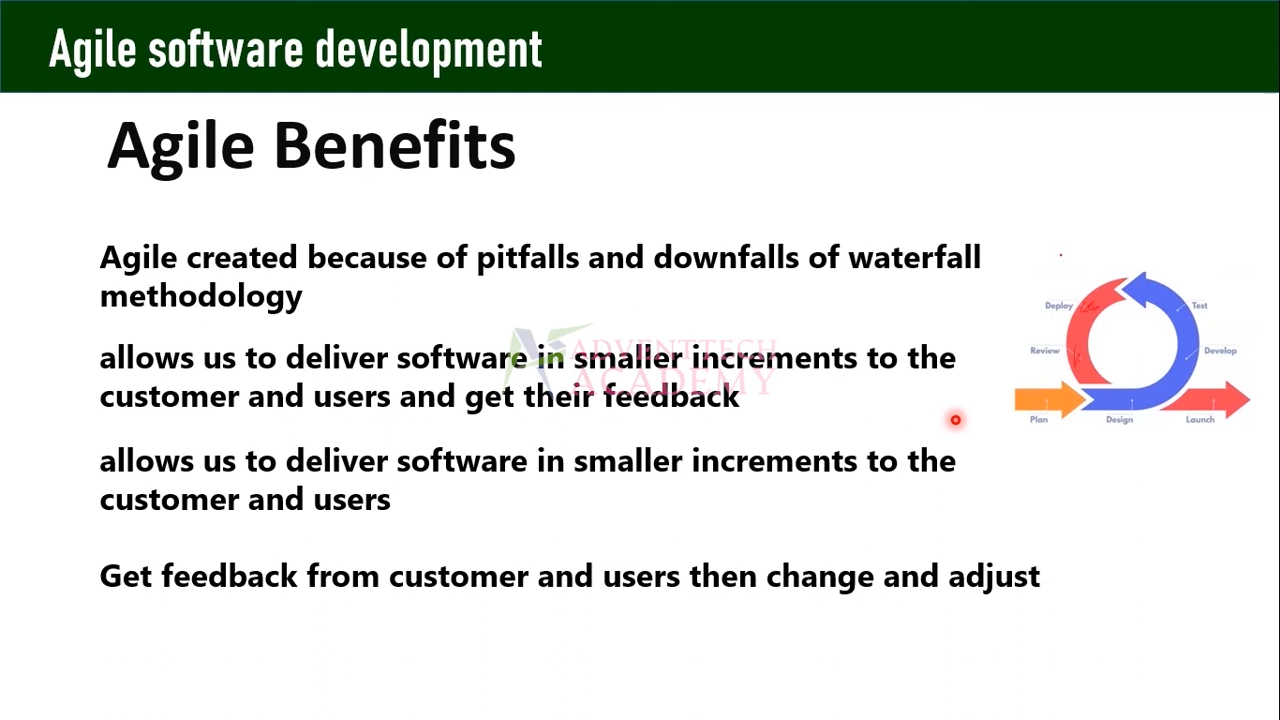 Agile software development
Agile Benefits
Agile created because of pitfalls and downfalls of waterfall
methodology
allows us to deliver software in smaller increments to the
customer and users and get their feedback
ADVENTTECH
ACADEMY
allows us to deliver software in smaller increments to the
customer and users
Get feedback from customer and users then change and adjust
Deploy
Test
Review
Develop
Plan
Design
Launch